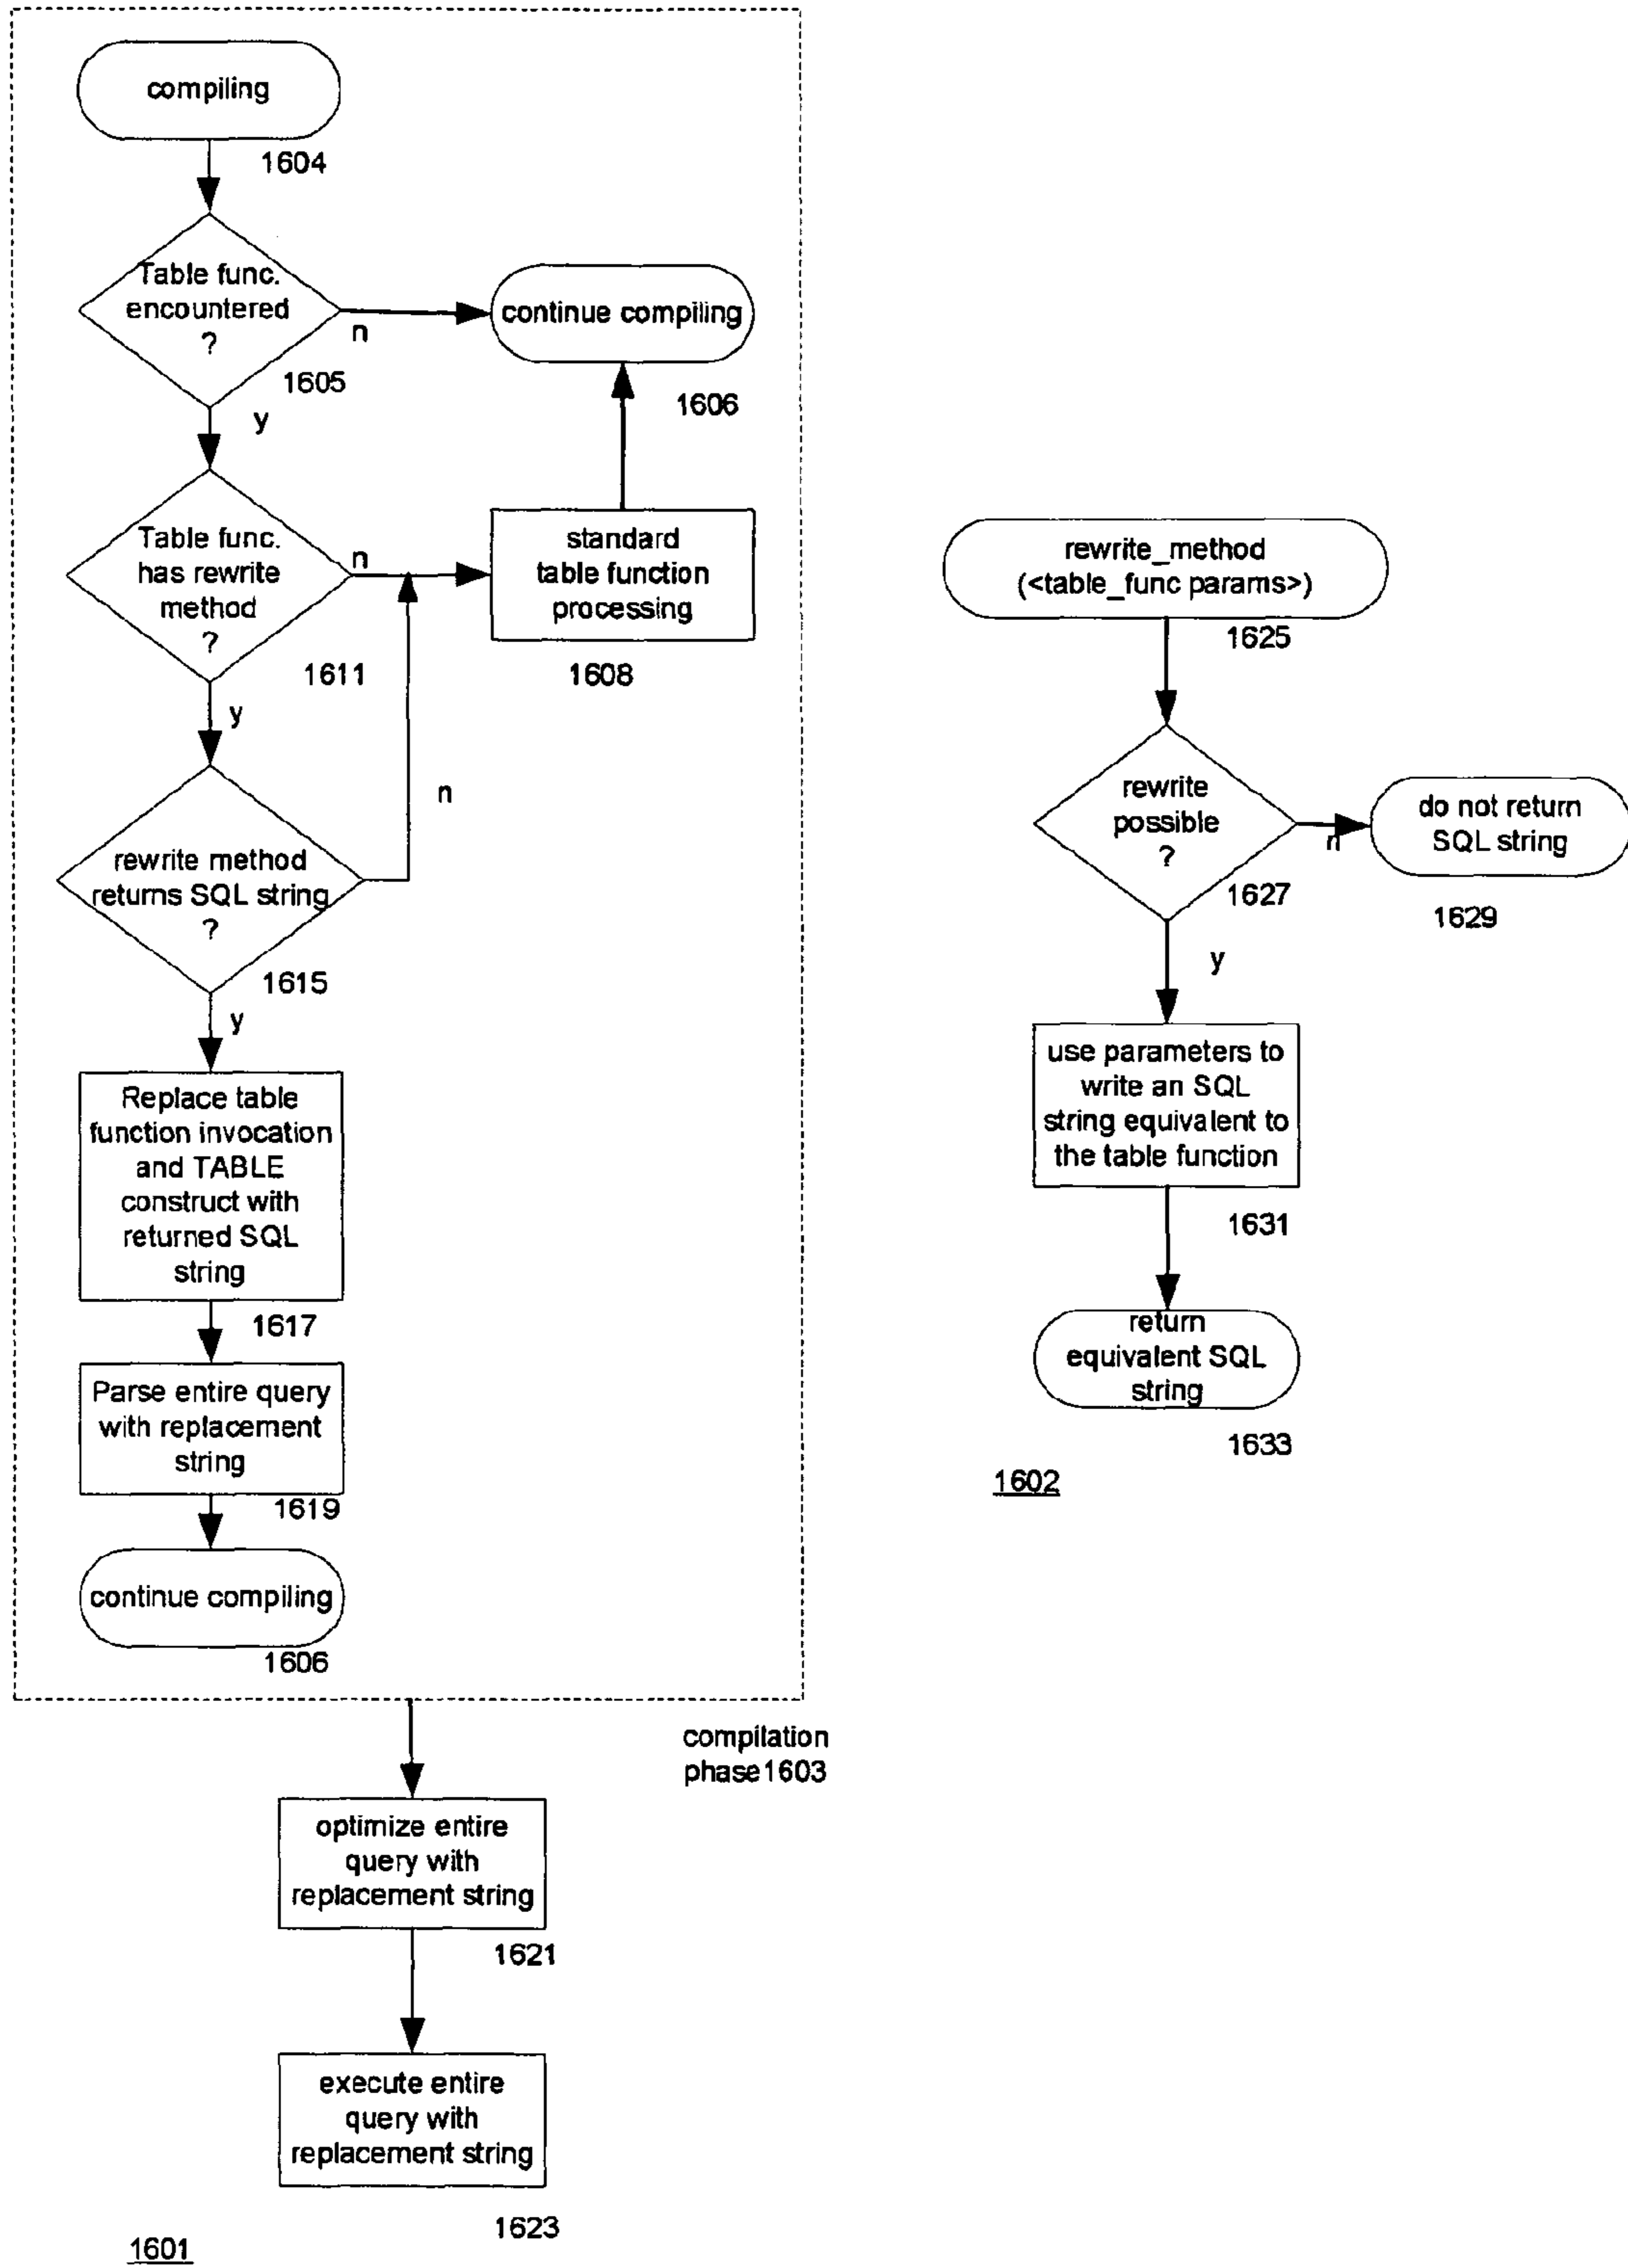 compiling
1604
Table func.
encountered
?
n
1605
y
continue compiling
1606
Table func.
has rewrite
method
?
n
1611
y
standard
table function
processing
1608
rewrite method
returns SQL string
?
n
1615
y
Replace table
function invocation
and TABLE
construct with
returned SQL
string
1617
Parse entire query
with replacement
string
1619
continue compiling
1606
compilation
phase1603
optimize entire
query with
replacement string
1621
execute entire
query with
replacement string
1623
1601
rewrite_method
(<table_func params>)
1625
rewrite
possible
?
n
1627
y
do not return
SQL string
1629
use parameters to
write an SQL
string equivalent to
the table function
1631
return
equivalent SQL
string
1633
1602